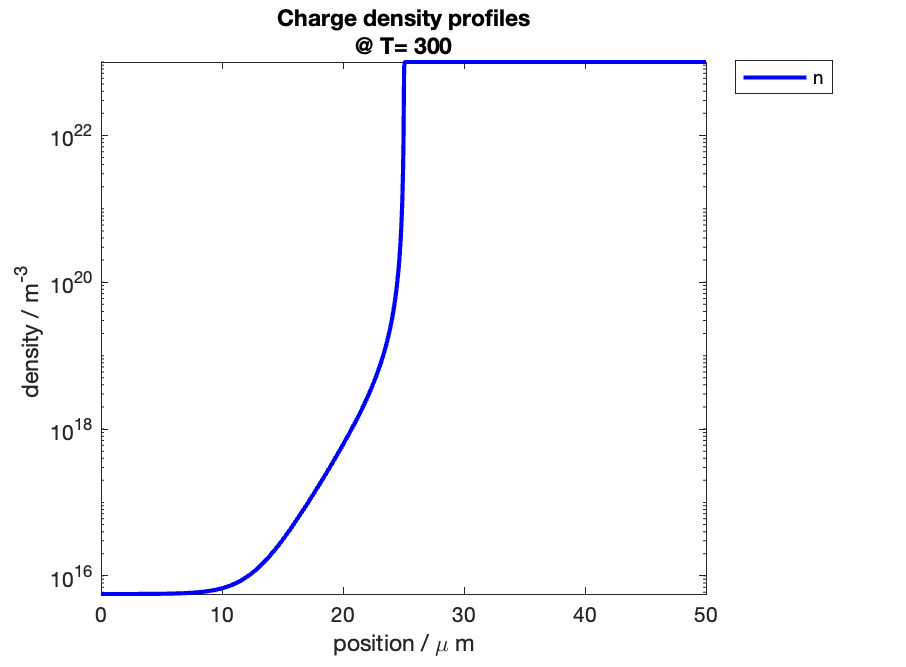 Charge density profiles
@ T= 300
n
10^22
10^20
10^18
10^16
density / m^-3
0 10 20 30 40 50
position / μ m